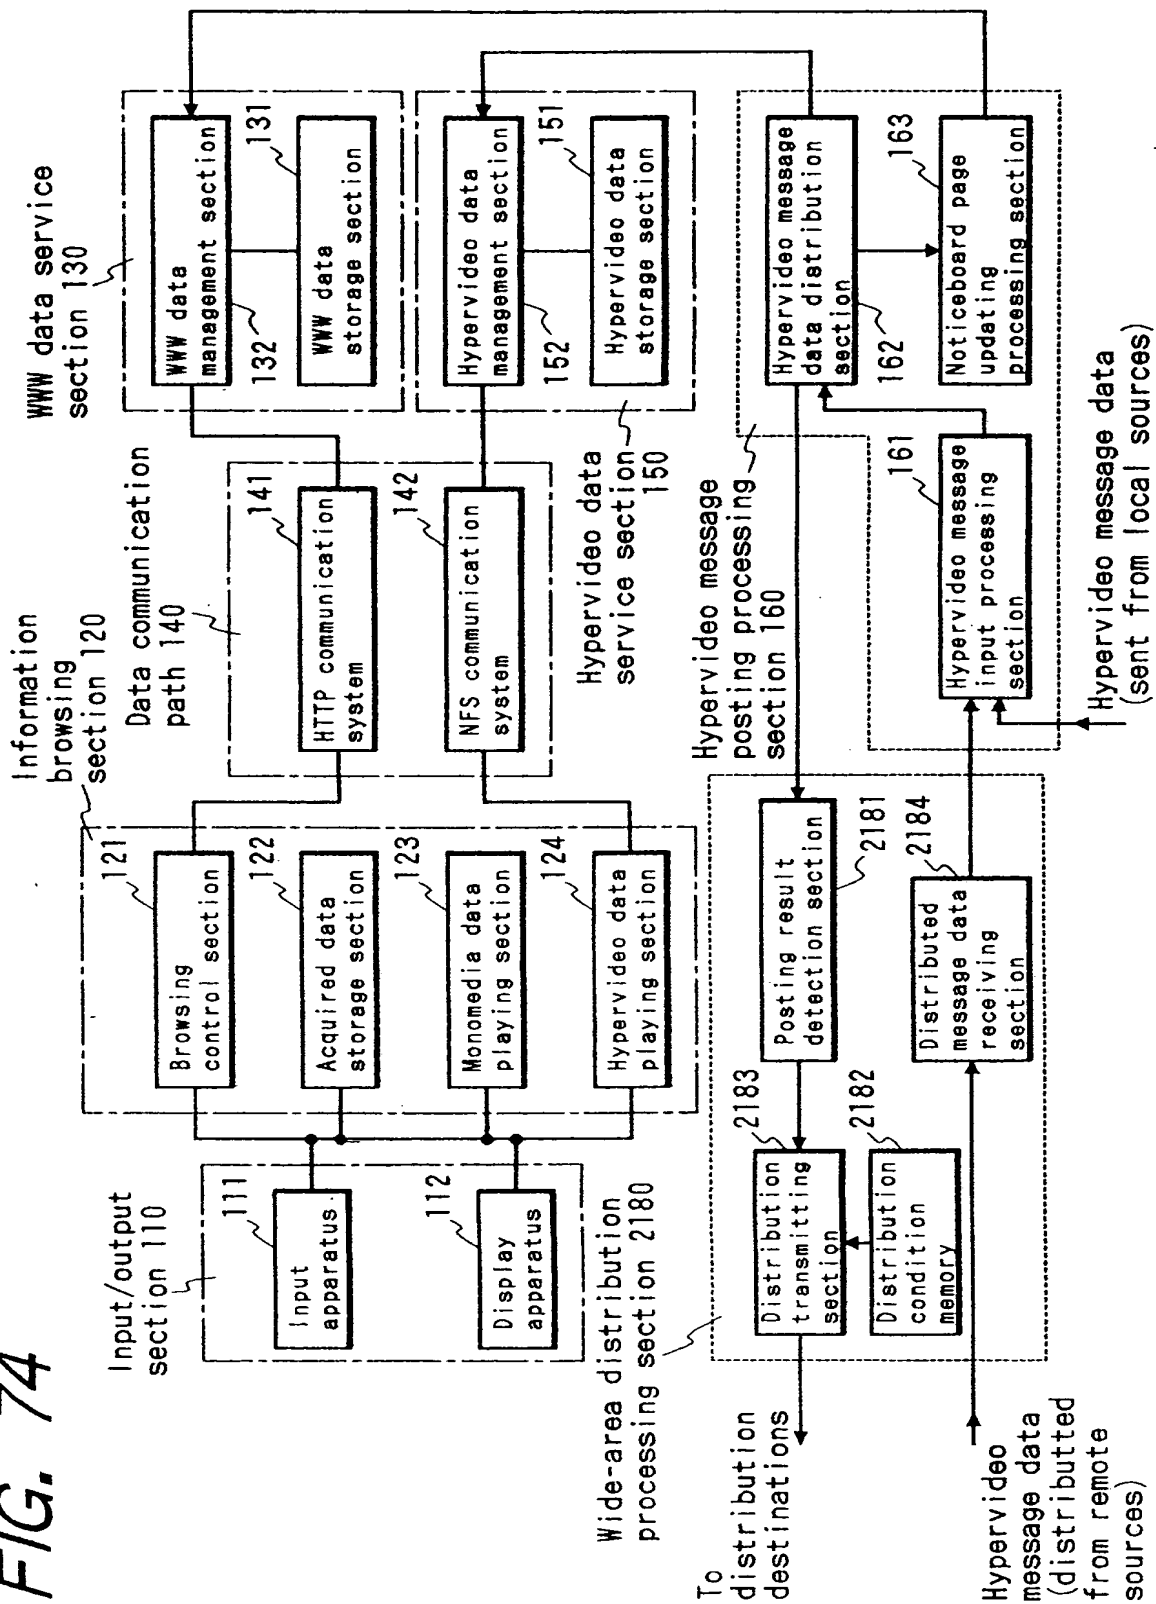 FIG. 74
Input/output
section 110
111
Input
apparatus
112
Display
apparatus
Information
browsing
section 120
121
Browsing
control section
122
Acquired data
storage section
123
Monomedia data
playing section
124
Hypervideo data
playing section
Data communication
path 140
141
HTTP communication
system
142
NFS communication
system
WWW data service
section 130
WWW data
management section
132
131
WWW data
storage section
Hypervideo data
management section
152
151
Hypervideo data
storage section
Hypervideo data
service section
150
Wide-area distribution
processing section 2180
To
distribution
destinations
2183
Distribution
transmitting
section
2182
Distribution
condition
memory
Posting result
detection section
2181
2184
Distributed
message data
receiving
section
Hypervideo
message data
(distributted
from remote
sources)
Hypervideo message
posting processing
section 160
161
Hypervideo message
input processing
section
Hypervideo message
data distribution
section
162
163
Noticeboard page
updating
processing section
Hypervideo message data
(sent from local sources)